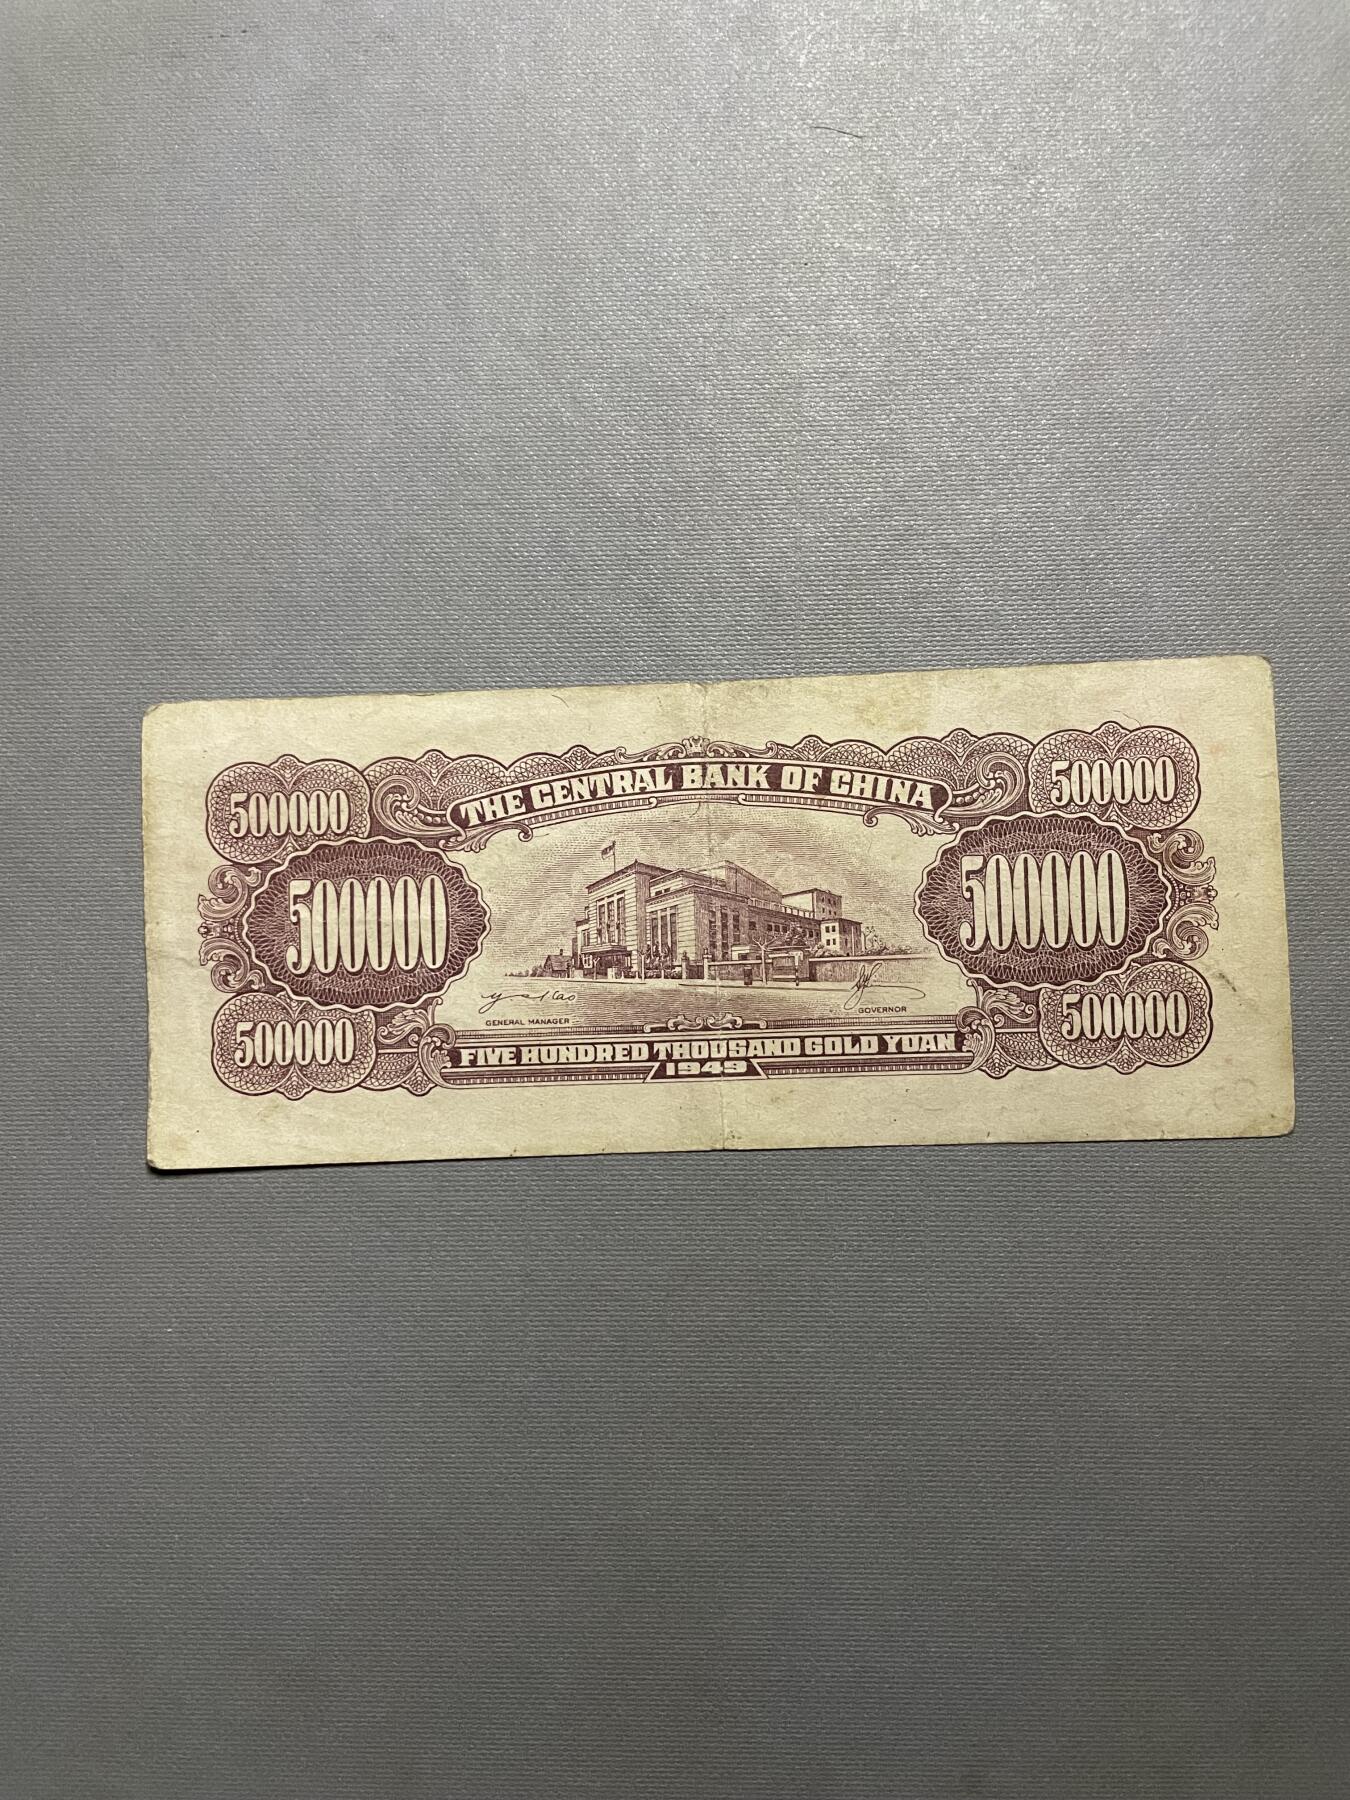 THE CENTRAL BANK OF CHINA
500000
500000
500000
500000
GENERAL MANAGER
GOVERNOR
500000
500000
FIVE HUNDRED THOUSAND GOLD YUAN
1949